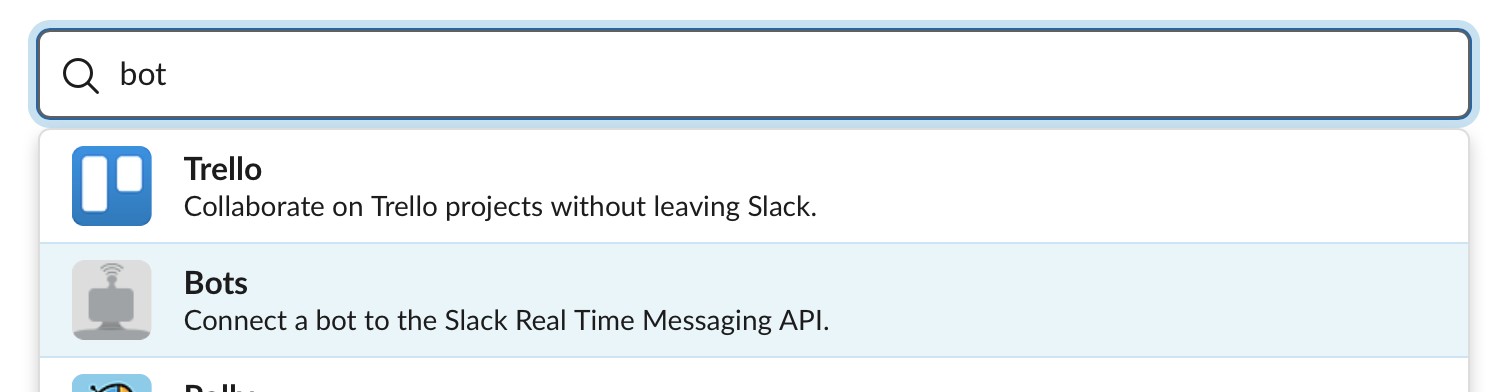 bot
Trello
Collaborate on Trello projects without leaving Slack.
Bots
Connect a bot to the Slack Real Time Messaging API.